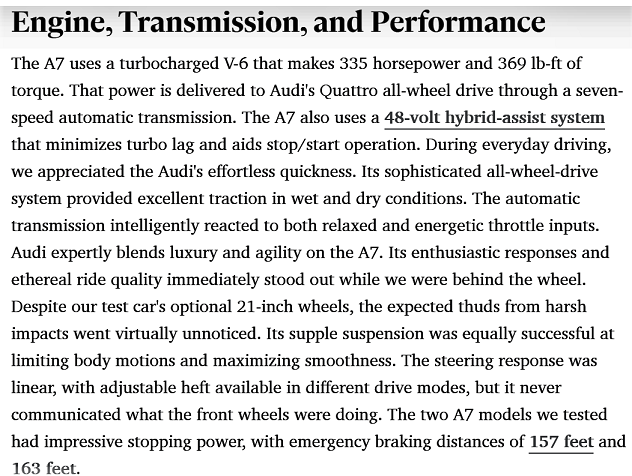 Engine, Transmission, and Performance
The A7 uses a turbocharged V-6 that makes 335 horsepower and 369 lb-ft of
torque. That power is delivered to Audi's Quattro all-wheel drive through a seven-
speed automatic transmission. The A7 also uses a 48-volt hybrid-assist system
that minimizes turbo lag and aids stop/start operation. During everyday driving,
we appreciated the Audi's effortless quickness. Its sophisticated all-wheel-drive
system provided excellent traction in wet and dry conditions. The automatic
transmission intelligently reacted to both relaxed and energetic throttle inputs.
Audi expertly blends luxury and agility on the A7. Its enthusiastic responses and
ethereal ride quality immediately stood out while we were behind the wheel.
Despite our test car's optional 21-inch wheels, the expected thuds from harsh
impacts went virtually unnoticed. Its supple suspension was equally successful at
limiting body motions and maximizing smoothness. The steering response was
linear, with adjustable heft available in different drive modes, but it never
communicated what the front wheels were doing. The two A7 models we tested
had impressive stopping power, with emergency braking distances of 157 feet and
163 feet.